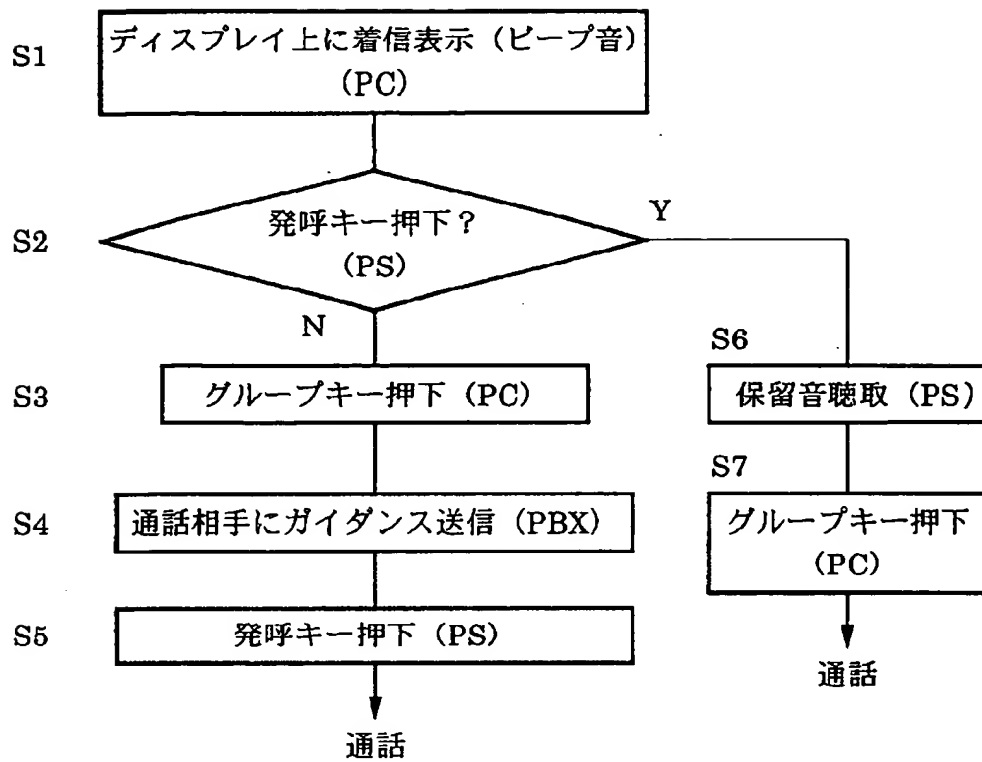 S1
ディスプレイ上に着信表示（ビープ音）
(PC)
S2
発呼キー押下？
(PS)
Y
N
S3
グループキー押下（PC）
S4
通話相手にガイダンス送信（PBX）
S5
発呼キー押下（PS）
通話
S6
保留音聴取（PS）
S7
グループキー押下
(PC)
通話